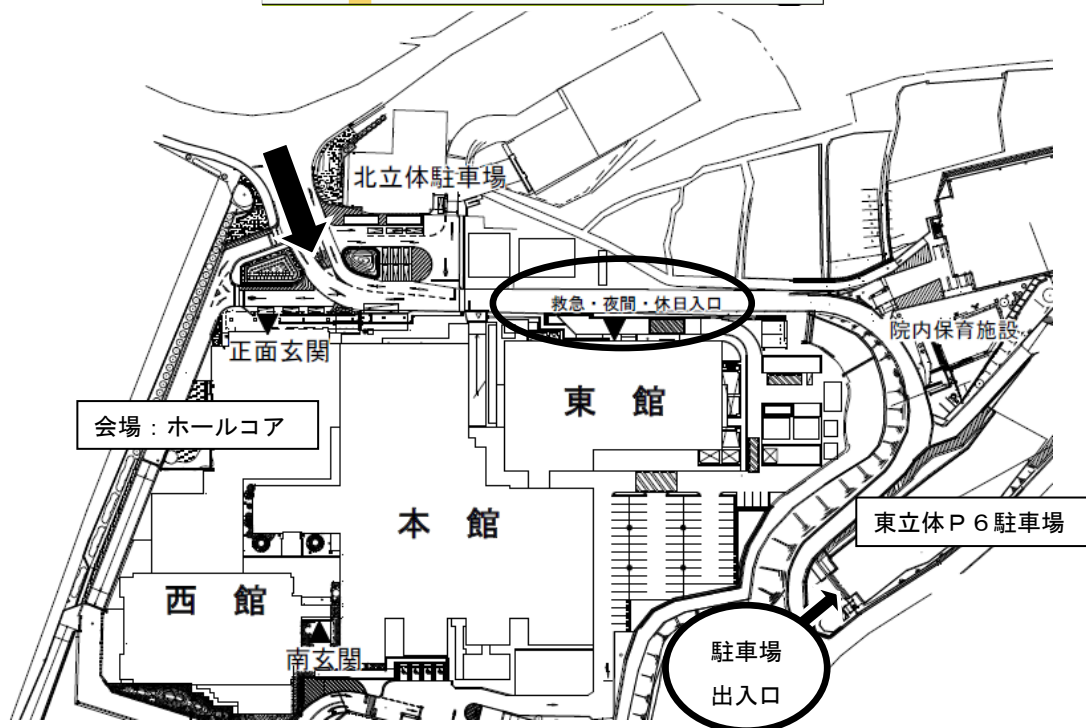 北立体駐車場
救急・夜間・休日入口
院内保育施設
正面玄関
東 館
会場：ホールコア
本 館
東立体Ｐ６駐車場
西 館
駐車場
出入口
南玄関